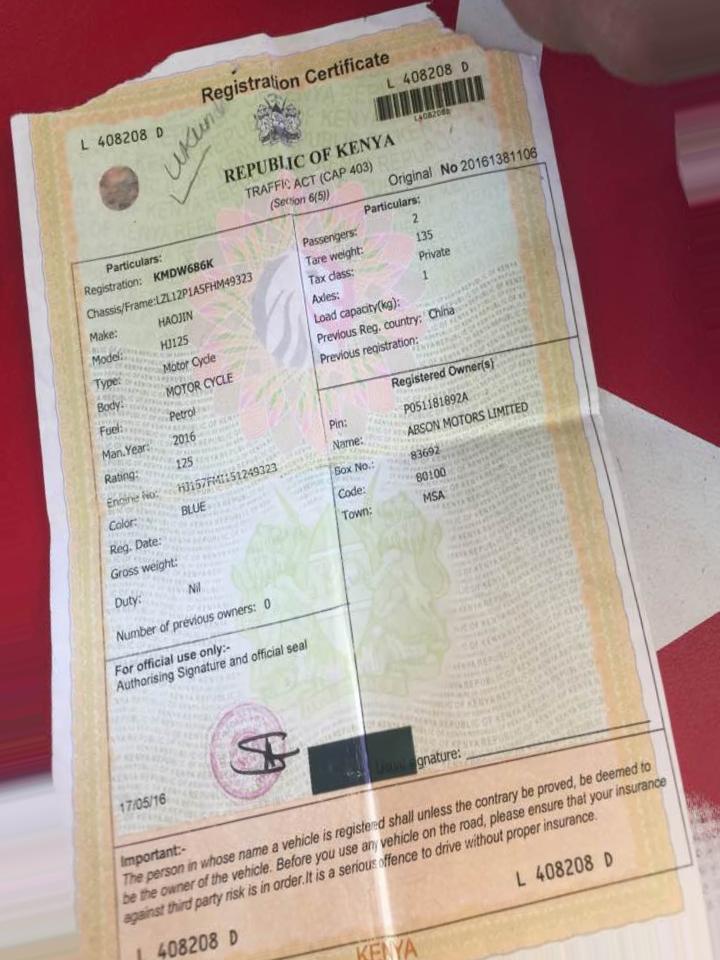 Registration Certificate
L 408208 D
L 408208 D
L408208D
REPUBLIC OF KENYA
TRAFFIC ACT (CAP 403)
(Section 6(5))
Original No 20161381106
Particulars:
Registration: KMDW686K
Chassis/Frame:LZL12P1A5FHM49323
Make: HAOJIN
Model: HJ125
Type: Motor Cycle
Body: MOTOR CYCLE
Fuel: Petrol
Man.Year: 2016
Rating: 125
Engine No:
Color: BLUE
Reg. Date:
Gross weight:
Duty: Nil
Number of previous owners: 0
Particulars:
Passengers: 2
Tare weight: 135
Tax class: Private
Axles: 1
Load capacity(kg):
Previous Reg. country: China
Previous registration:
Registered Owner(s)
Pin: P051181892A
Name: ABSON MOTORS LIMITED
Box No.: 83692
Code: 80100
Town: MSA
For official use only:-
Authorising Signature and official seal
17/05/16
signature:
Important:-
The person in whose name a vehicle is registered shall unless the contrary be proved, be deemed to
be the owner of the vehicle. Before you use any vehicle on the road, please ensure that your insurance
against third party risk is in order.It is a serious offence to drive without proper insurance.
L 408208 D
L 408208 D
KENYA